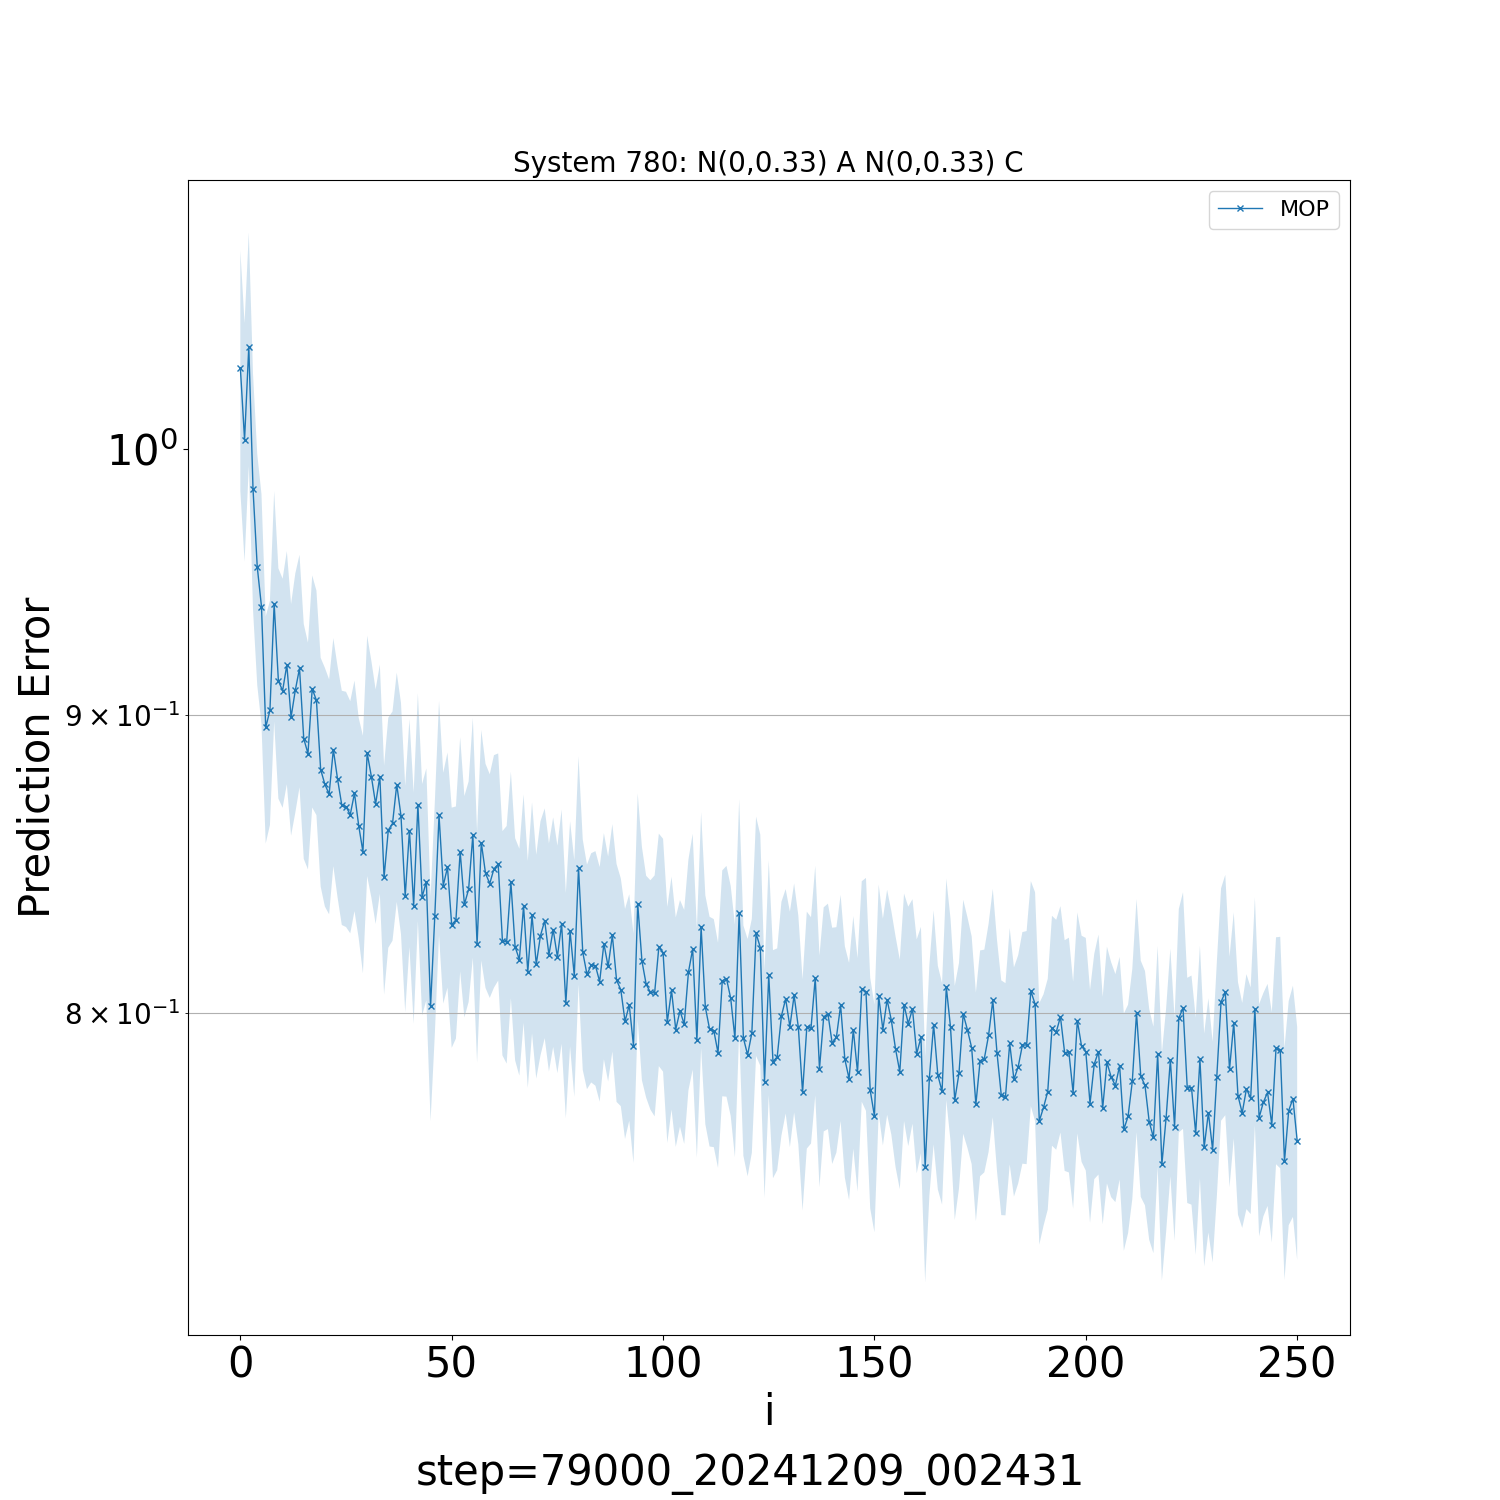 System 780: N(0,0.33) A N(0,0.33) C
MOP
Prediction Error
10⁰
9 × 10⁻¹
8 × 10⁻¹
0 50 100 150 200 250
i
step=79000_20241209_002431